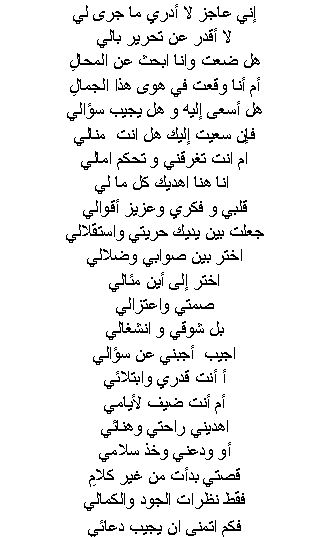 إني عاجز لا أدري ما جرى لي
لا أقدر عن تحرير بالي
هل ضعت وانا ابحث عن المحالِ
أم أنا وقعت في هوى هذا الجمالِ
هل أسعى إليه و هل يجيب سؤالي
فإن سعيت إليك هل انت منالي
ام انت تغرقني و تحكم امالي
انا هنا اهديك كل ما لي
قلبي و فكري وعزيز أقوالي
جعلت بين يديك حريتي واستقلالي
اختر بين صوابي وضلالي
اختر إلى أين مثالي
صمتي واعتزالي
بل شوقي و انشغالي
اجيب أجبني عن سؤالي
أ أنت قدري وابتلائي
أم أنت ضيف لأيامي
اهديني راحتي وهنائي
أو ودعني وخذ سلامي
قصتي بدأت من غير كلامِ
فقط نظرات الجود والكمالي
فكم اتمنى ان يجيب دعائي